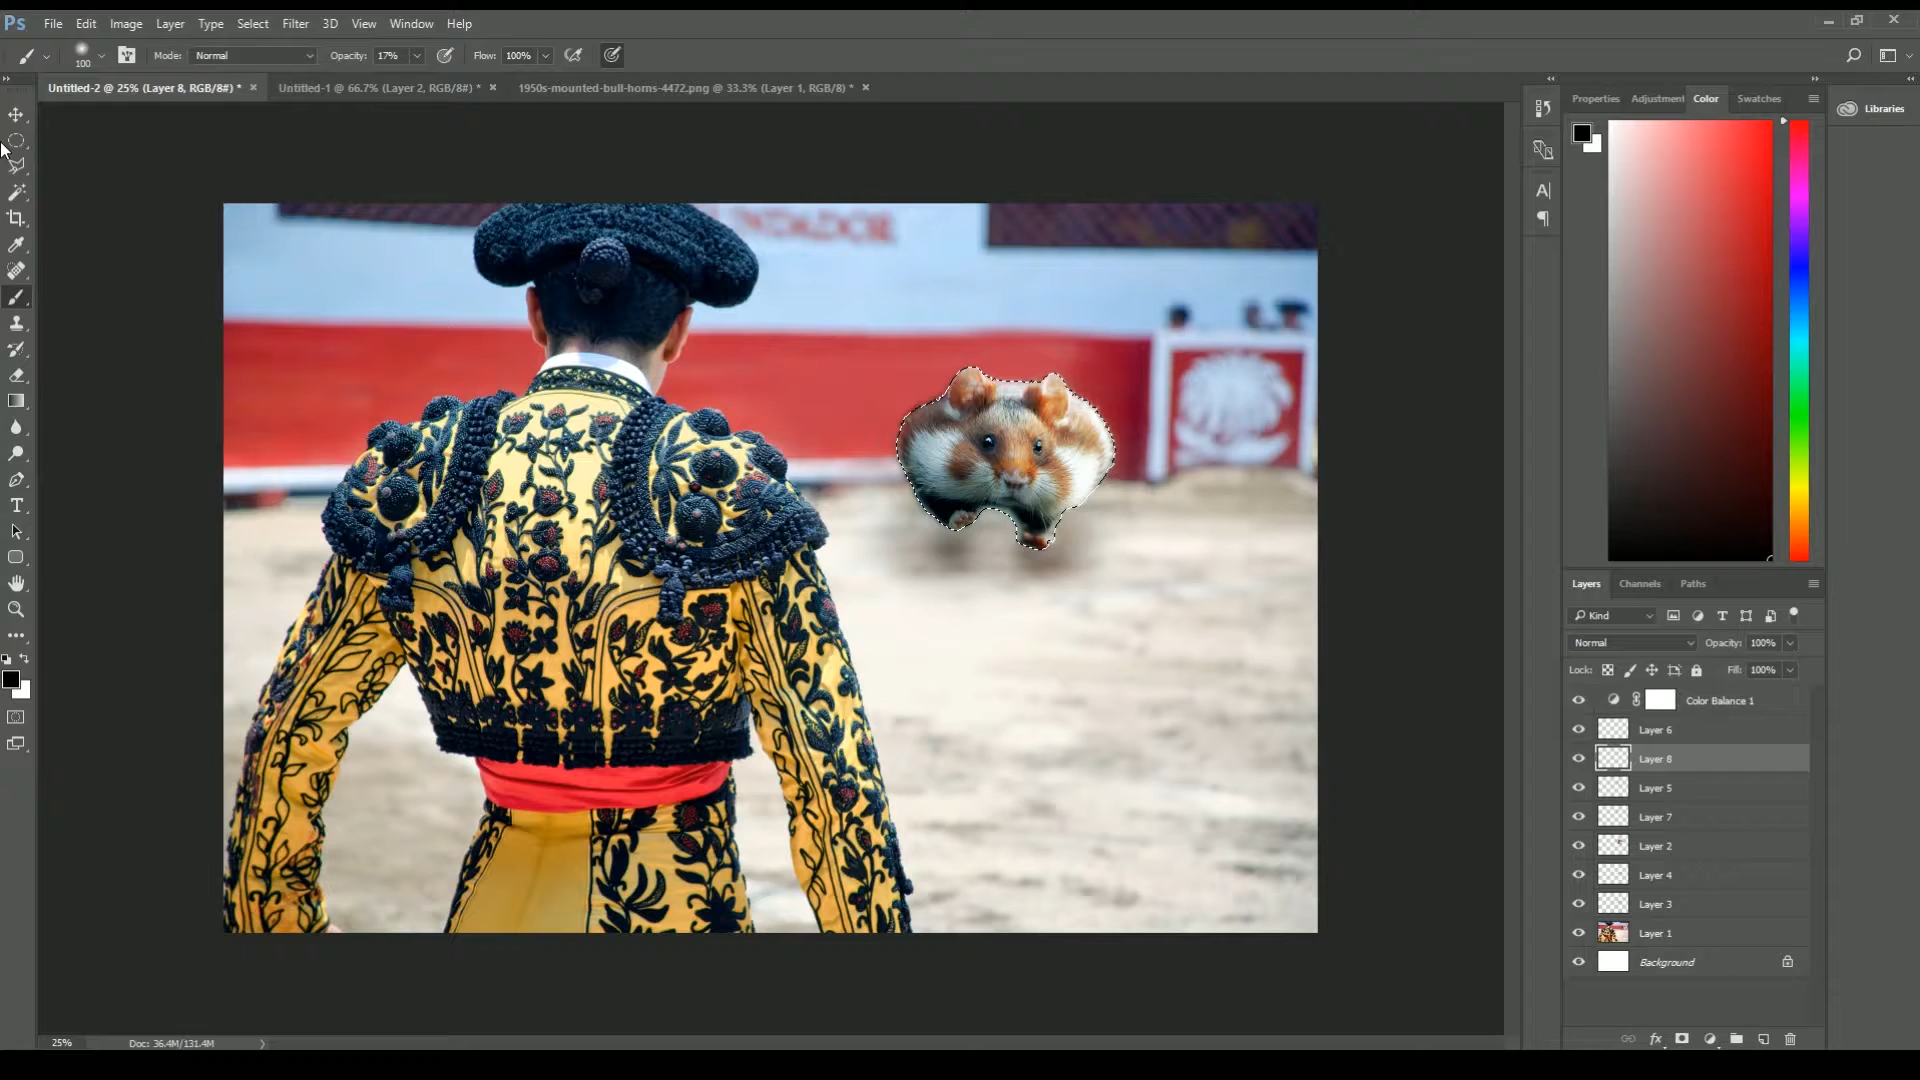 Ps File Edit Image Layer Type Select Filter 3D View Window Help
100 Mode: Normal Opacity: 17% Flow: 100%
Untitled-2 @ 25% (Layer 8, RGB/8#) * × Untitled-1 @ 66.7% (Layer 2, RGB/8#) * × 1950s-mounted-bull-horns-4472.png @ 33.3% (Layer 1, RGB/8) * ×
Properties Adjustment Color Swatches
Libraries
Layers Channels Paths
Kind
Normal Opacity: 100%
Lock: Fill: 100%
Color Balance 1
Layer 6
Layer 8
Layer 5
Layer 7
Layer 2
Layer 4
Layer 3
Layer 1
Background
25% Doc: 36.4M/131.4M